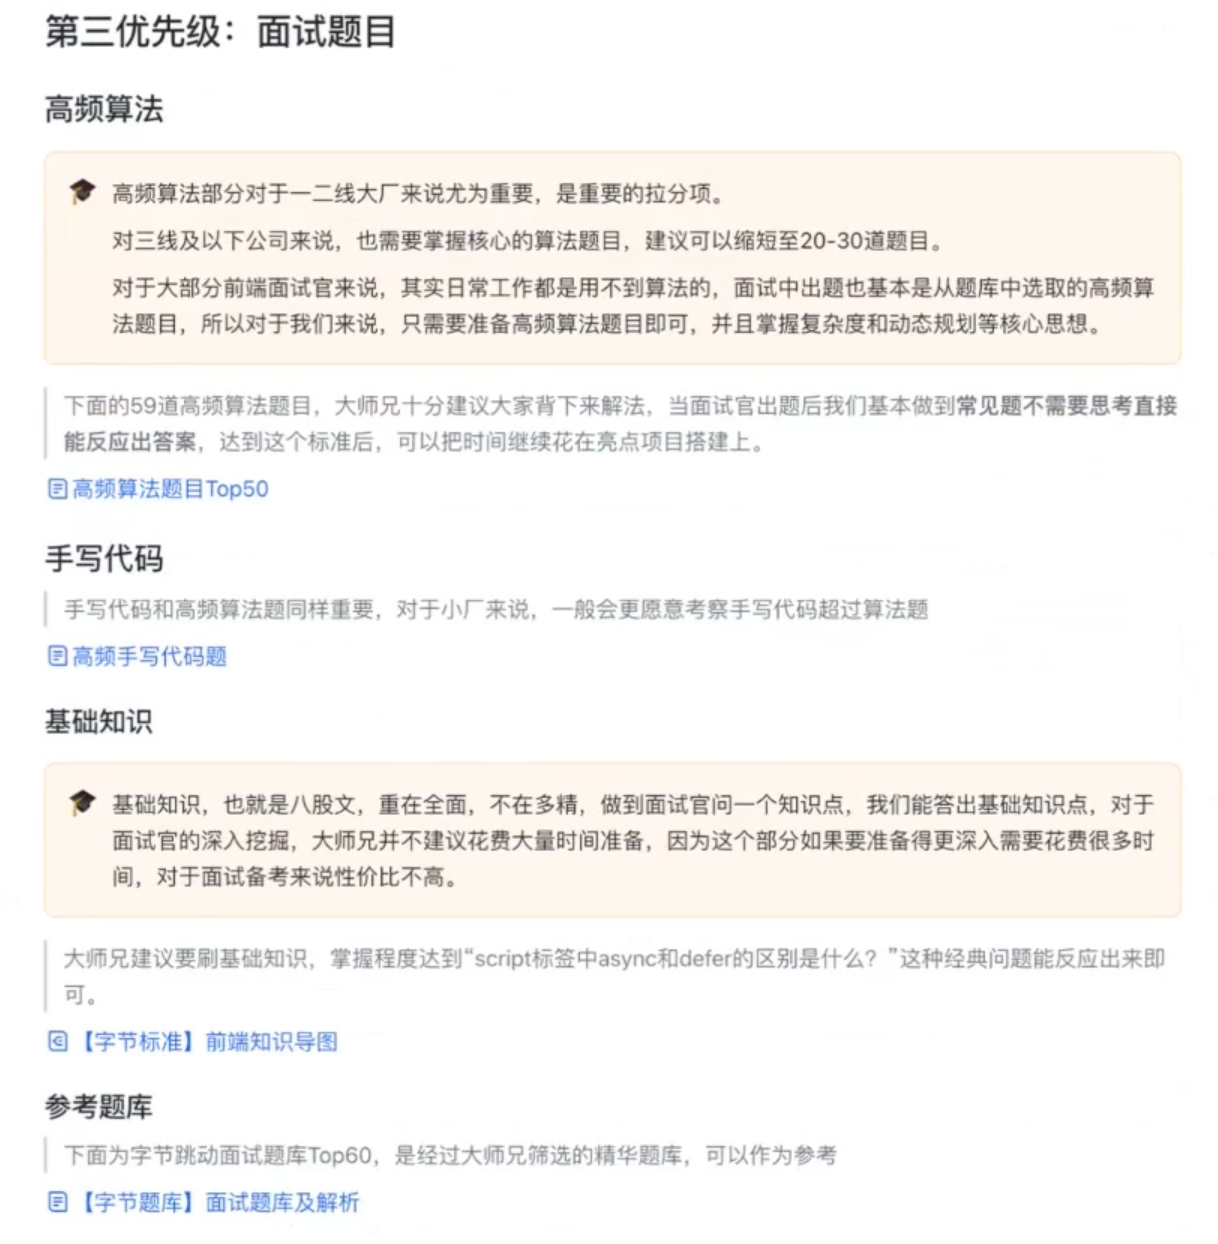 第三优先级：面试题目
高频算法
高频算法部分对于一二线大厂来说尤为重要，是重要的拉分项。
对三线及以下公司来说，也需要掌握核心的算法题目，建议可以缩短至20-30道题目。
对于大部分前端面试官来说，其实日常工作都是用不到算法的，面试中出题也基本是从题库中选取的高频算
法题目，所以对于我们来说，只需要准备高频算法题目即可，并且掌握复杂度和动态规划等核心思想。
下面的59道高频算法题目，大师兄十分建议大家背下来解法，当面试官出题后我们基本做到常见题不需要思考直接
能反应出答案，达到这个标准后，可以把时间继续花在亮点项目搭建上。
高频算法题目Top50
手写代码
手写代码和高频算法题同样重要，对于小厂来说，一般会更愿意考察手写代码超过算法题
高频手写代码题
基础知识
基础知识，也就是八股文，重在全面，不在多精，做到面试官问一个知识点，我们能答出基础知识点，对于
面试官的深入挖掘，大师兄并不建议花费大量时间准备，因为这个部分如果要准备得更深入需要花费很多时
间，对于面试备考来说性价比不高。
大师兄建议要刷基础知识，掌握程度达到“script标签中async和defer的区别是什么？”这种经典问题能反应出来即
可。
【字节标准】前端知识导图
参考题库
下面为字节跳动面试题库Top60，是经过大师兄筛选的精华题库，可以作为参考
【字节题库】面试题库及解析